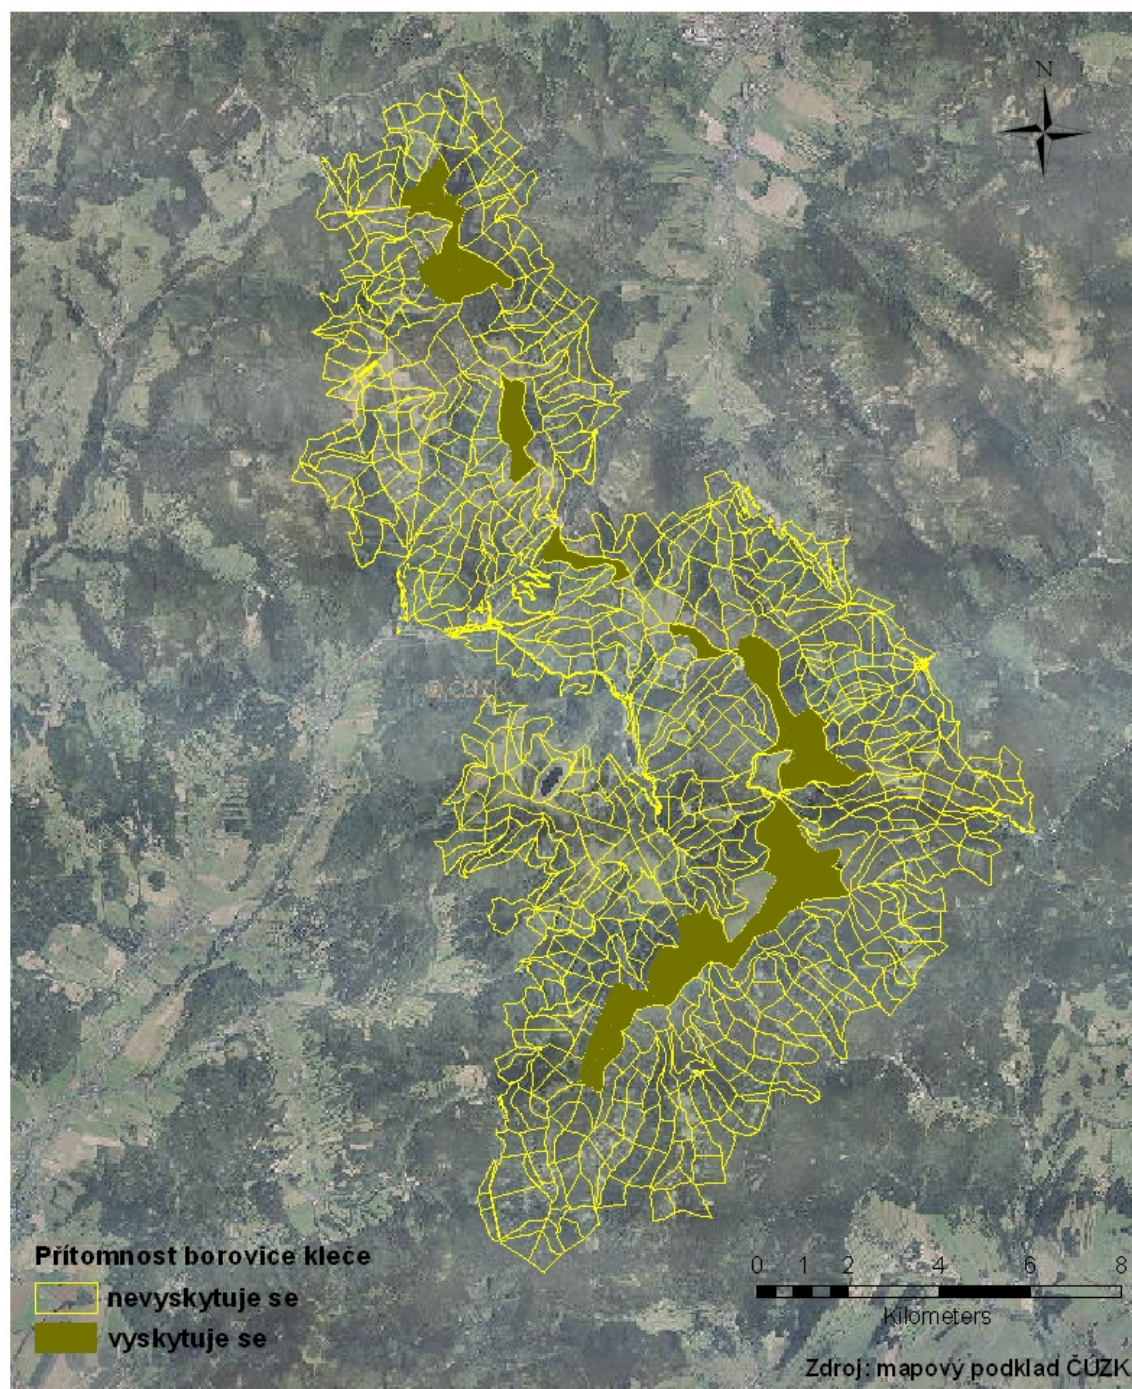 N
Přítomnost borovice kleče
nevyskytuje se
vyskytuje se
0 1 2 4 6 8
Kilometers
Zdroj: mapový podklad ČÚZK